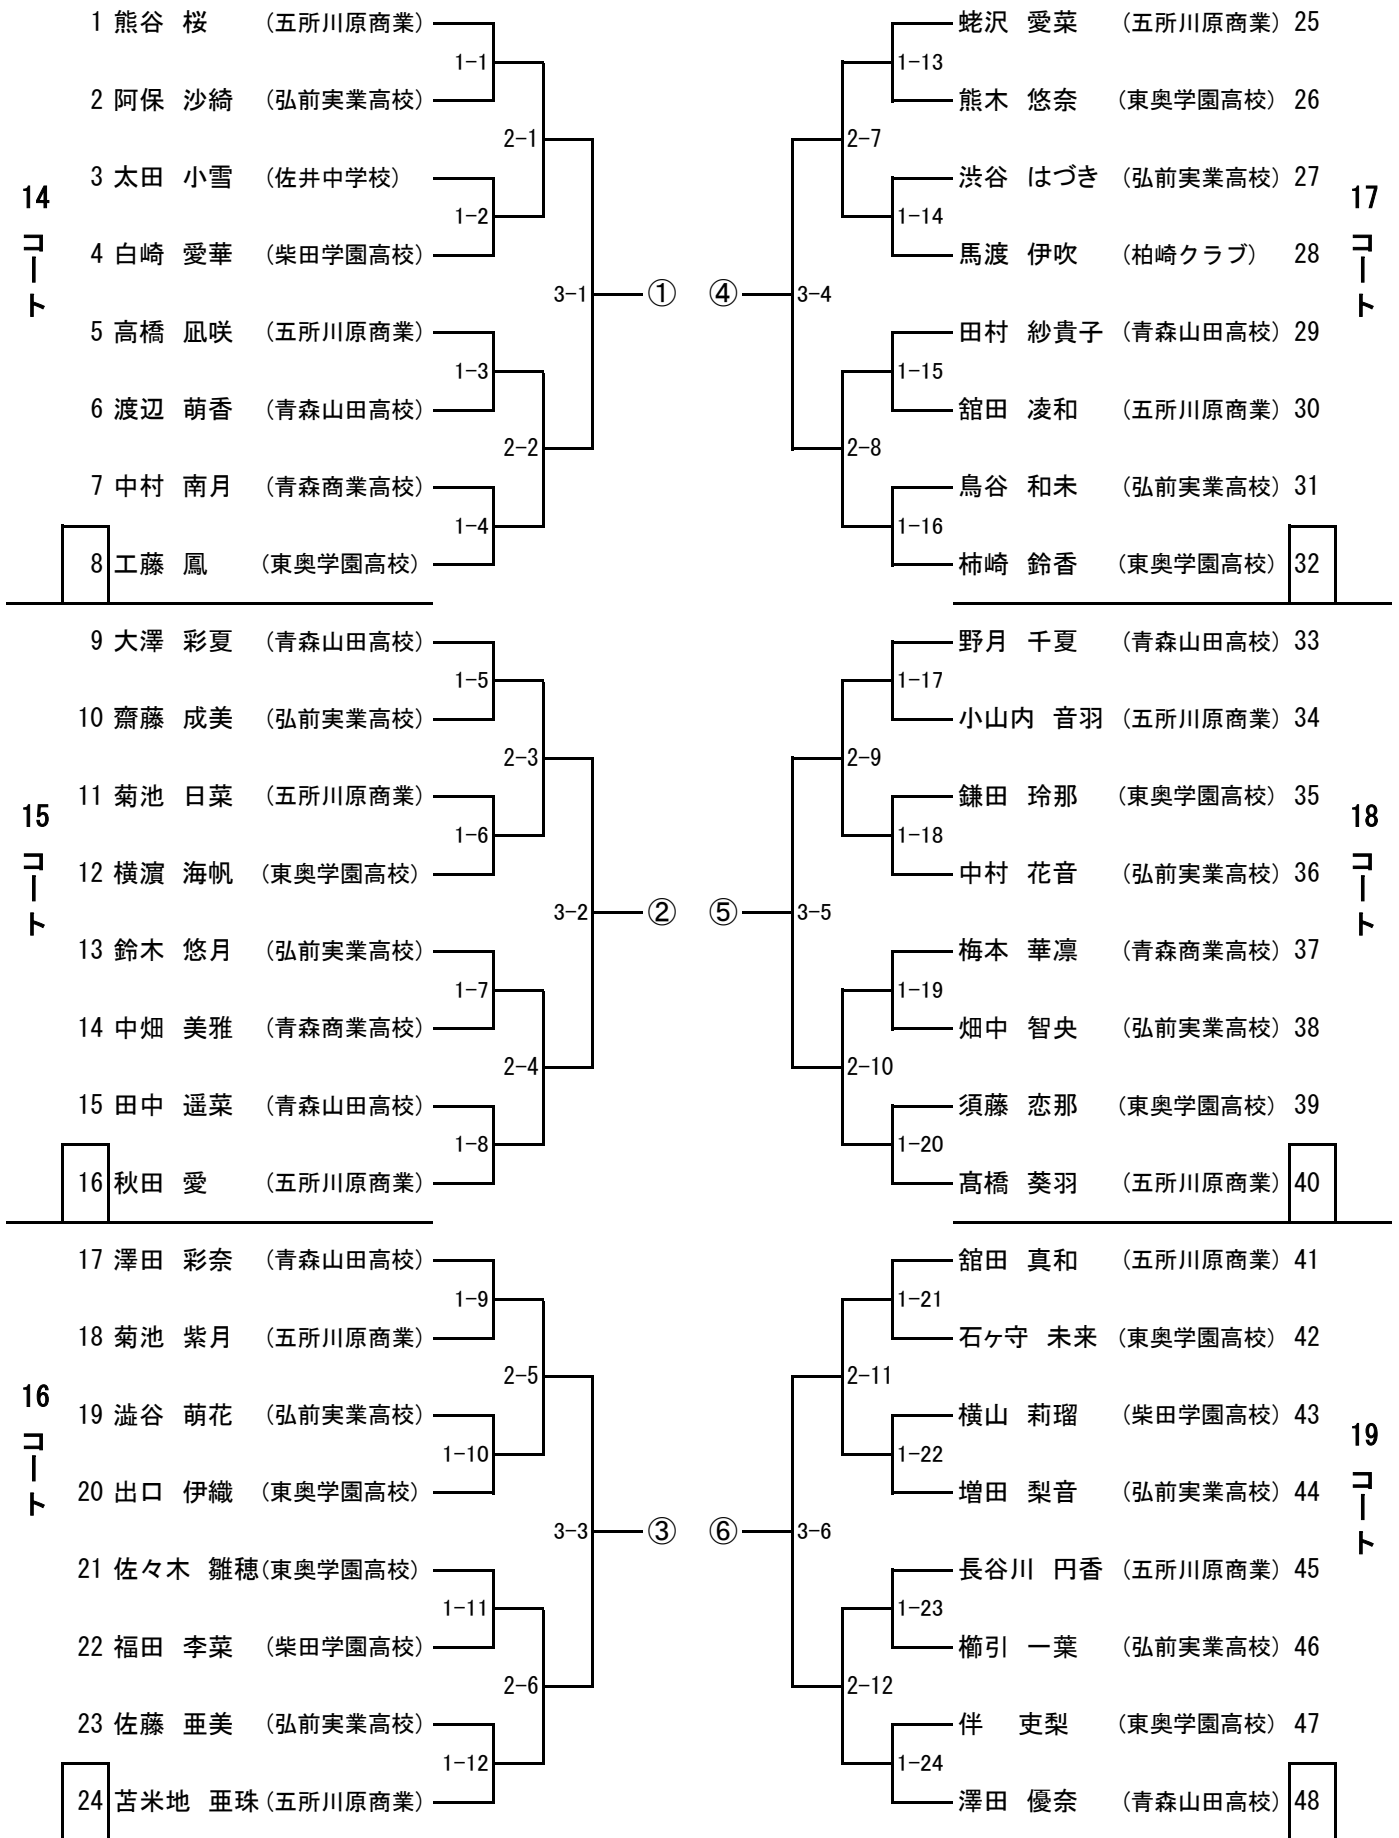 14コート
1 熊谷 桜 (五所川原商業)
1-1
2 阿保 沙綺 (弘前実業高校)
2-1
3 太田 小雪 (佐井中学校)
1-2
4 白崎 愛華 (柴田学園高校)
3-1 ①
5 高橋 凪咲 (五所川原商業)
1-3
6 渡辺 萌香 (青森山田高校)
2-2
7 中村 南月 (青森商業高校)
1-4
8 工藤 鳳 (東奥学園高校)
15コート
9 大澤 彩夏 (青森山田高校)
1-5
10 齋藤 成美 (弘前実業高校)
2-3
11 菊池 日菜 (五所川原商業)
1-6
12 横濵 海帆 (東奥学園高校)
3-2 ②
13 鈴木 悠月 (弘前実業高校)
1-7
14 中畑 美雅 (青森商業高校)
2-4
15 田中 遥菜 (青森山田高校)
1-8
16 秋田 愛 (五所川原商業)
16コート
17 澤田 彩奈 (青森山田高校)
1-9
18 菊池 紫月 (五所川原商業)
2-5
19 澁谷 萌花 (弘前実業高校)
1-10
20 出口 伊織 (東奥学園高校)
3-3 ③
21 佐々木 雛穂 (東奥学園高校)
1-11
22 福田 李菜 (柴田学園高校)
2-6
23 佐藤 亜美 (弘前実業高校)
1-12
24 苫米地 亜珠 (五所川原商業)
17コート
蛯沢 愛菜 (五所川原商業) 25
1-13
熊木 悠奈 (東奥学園高校) 26
2-7
渋谷 はづき (弘前実業高校) 27
1-14
馬渡 伊吹 (柏崎クラブ) 28
④ 3-4
田村 紗貴子 (青森山田高校) 29
1-15
舘田 凌和 (五所川原商業) 30
2-8
鳥谷 和未 (弘前実業高校) 31
1-16
柿崎 鈴香 (東奥学園高校) 32
18コート
野月 千夏 (青森山田高校) 33
1-17
小山内 音羽 (五所川原商業) 34
2-9
鎌田 玲那 (東奥学園高校) 35
1-18
中村 花音 (弘前実業高校) 36
⑤ 3-5
梅本 華凛 (青森商業高校) 37
1-19
畑中 智央 (弘前実業高校) 38
2-10
須藤 恋那 (東奥学園高校) 39
1-20
髙橋 葵羽 (五所川原商業) 40
19コート
舘田 真和 (五所川原商業) 41
1-21
石ヶ守 未来 (東奥学園高校) 42
2-11
横山 莉瑠 (柴田学園高校) 43
1-22
増田 梨音 (弘前実業高校) 44
⑥ 3-6
長谷川 円香 (五所川原商業) 45
1-23
櫛引 一葉 (弘前実業高校) 46
2-12
伴 吏梨 (東奥学園高校) 47
1-24
澤田 優奈 (青森山田高校) 48